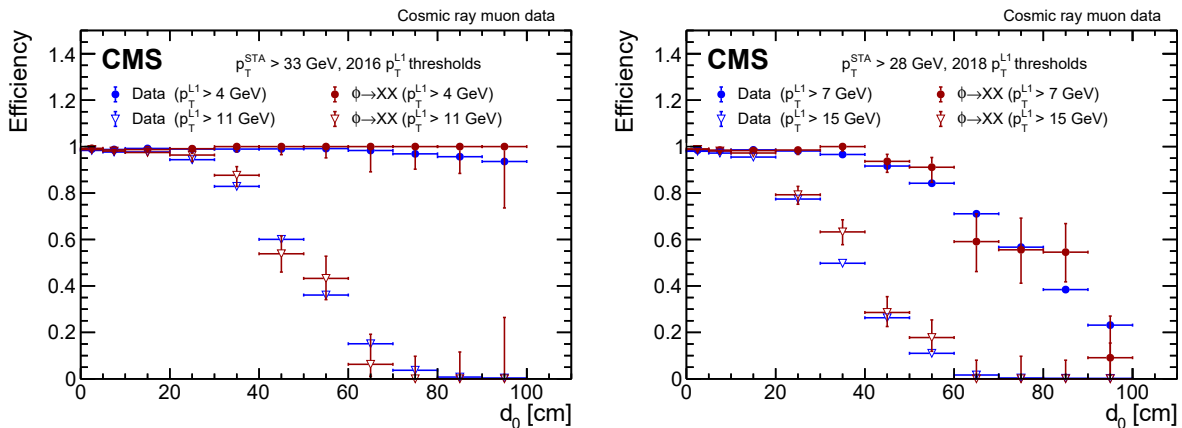 Cosmic ray muon data
CMS
p_T^STA > 33 GeV, 2016 p_T^L1 thresholds
Data (p_T^L1 > 4 GeV)
ϕ→XX (p_T^L1 > 4 GeV)
Data (p_T^L1 > 11 GeV)
ϕ→XX (p_T^L1 > 11 GeV)
Efficiency
1.4
1.2
1
0.8
0.6
0.4
0.2
0
0 20 40 60 80 100
d_0 [cm]
Cosmic ray muon data
CMS
p_T^STA > 28 GeV, 2018 p_T^L1 thresholds
Data (p_T^L1 > 7 GeV)
ϕ→XX (p_T^L1 > 7 GeV)
Data (p_T^L1 > 15 GeV)
ϕ→XX (p_T^L1 > 15 GeV)
Efficiency
1.4
1.2
1
0.8
0.6
0.4
0.2
0
0 20 40 60 80 100
d_0 [cm]